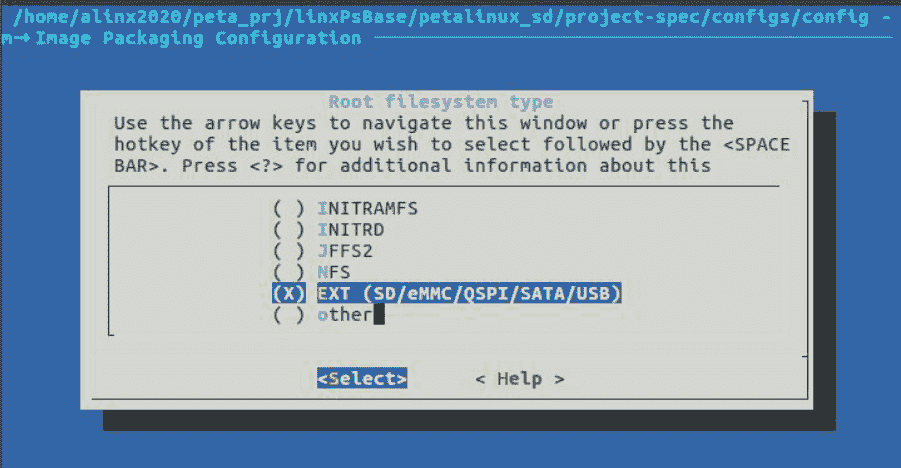 /home/alinx2020/peta_prj/linxPsBase/petalinux_sd/project-spec/configs/config -
m→ Image Packaging Configuration
Root filesystem type
Use the arrow keys to navigate this window or press the
hotkey of the item you wish to select followed by the <SPACE
BAR>. Press <?> for additional information about this
( ) INITRAMFS
( ) INITRD
( ) JFFS2
( ) NFS
(X) EXT (SD/eMMC/QSPI/SATA/USB)
( ) other
<Select> < Help >